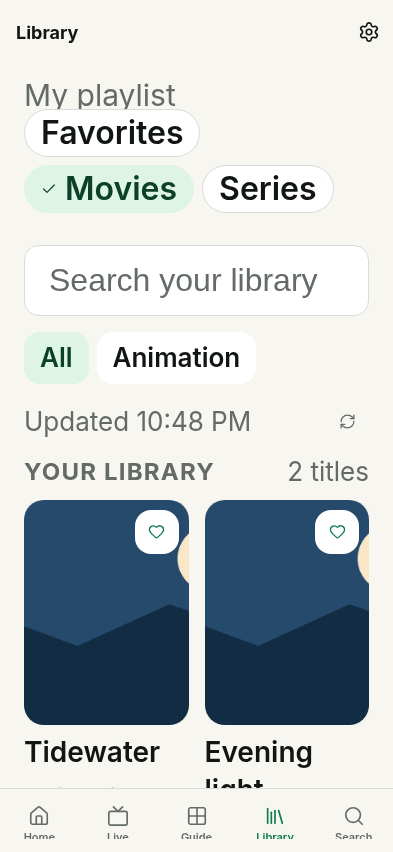 Library
My playlist
Favorites
Movies Series
Search your library
All Animation
Updated 10:48 PM
YOUR LIBRARY 2 titles
Tidewater Evening
light
Home Live Guide Library Search